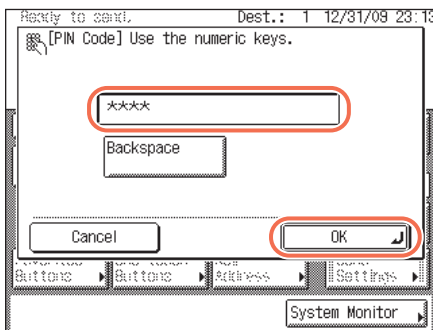 Ready to send. Dest.: 1 12/31/09 23:13
[PIN Code] Use the numeric keys.
****
Backspace
Cancel OK
Buttons Buttons Address Settings
System Monitor